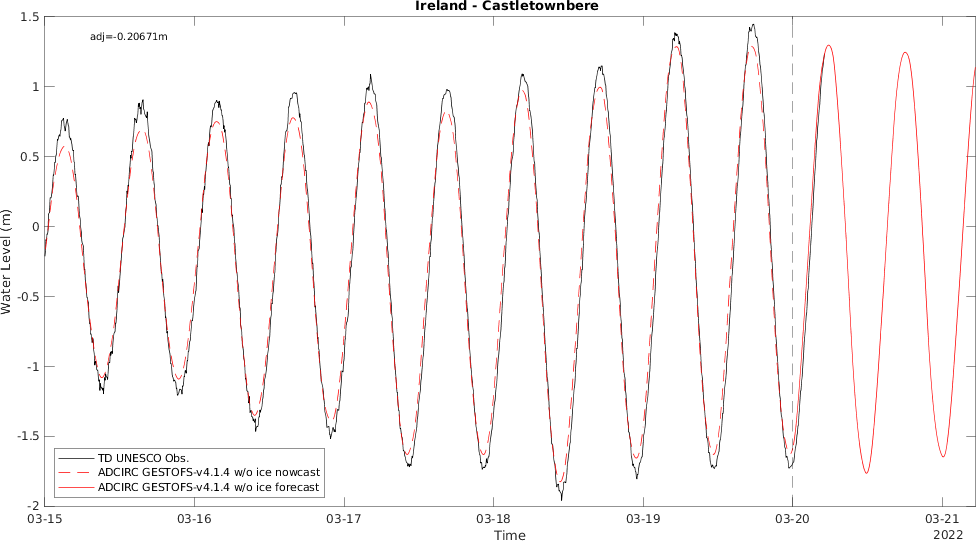 Ireland - Castletownbere
adj=-0.20671m
1.5
1
0.5
0
-0.5
-1
-1.5
-2
Water Level (m)
TD UNESCO Obs.
ADCIRC GESTOFS-v4.1.4 w/o ice nowcast
ADCIRC GESTOFS-v4.1.4 w/o ice forecast
03-15 03-16 03-17 03-18 03-19 03-20 03-21
Time
2022